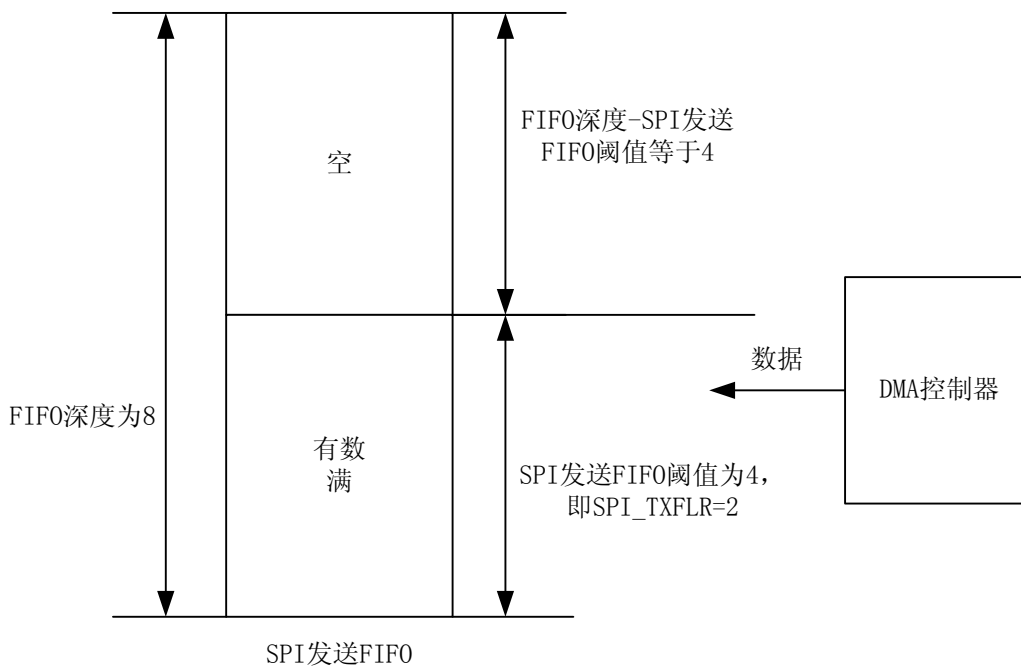 FIFO深度-SPI发送
FIFO阈值等于4
空
数据
DMA控制器
FIFO深度为8
有数
满
SPI发送FIFO阈值为4，
即SPI_TXFLR=2
SPI发送FIFO